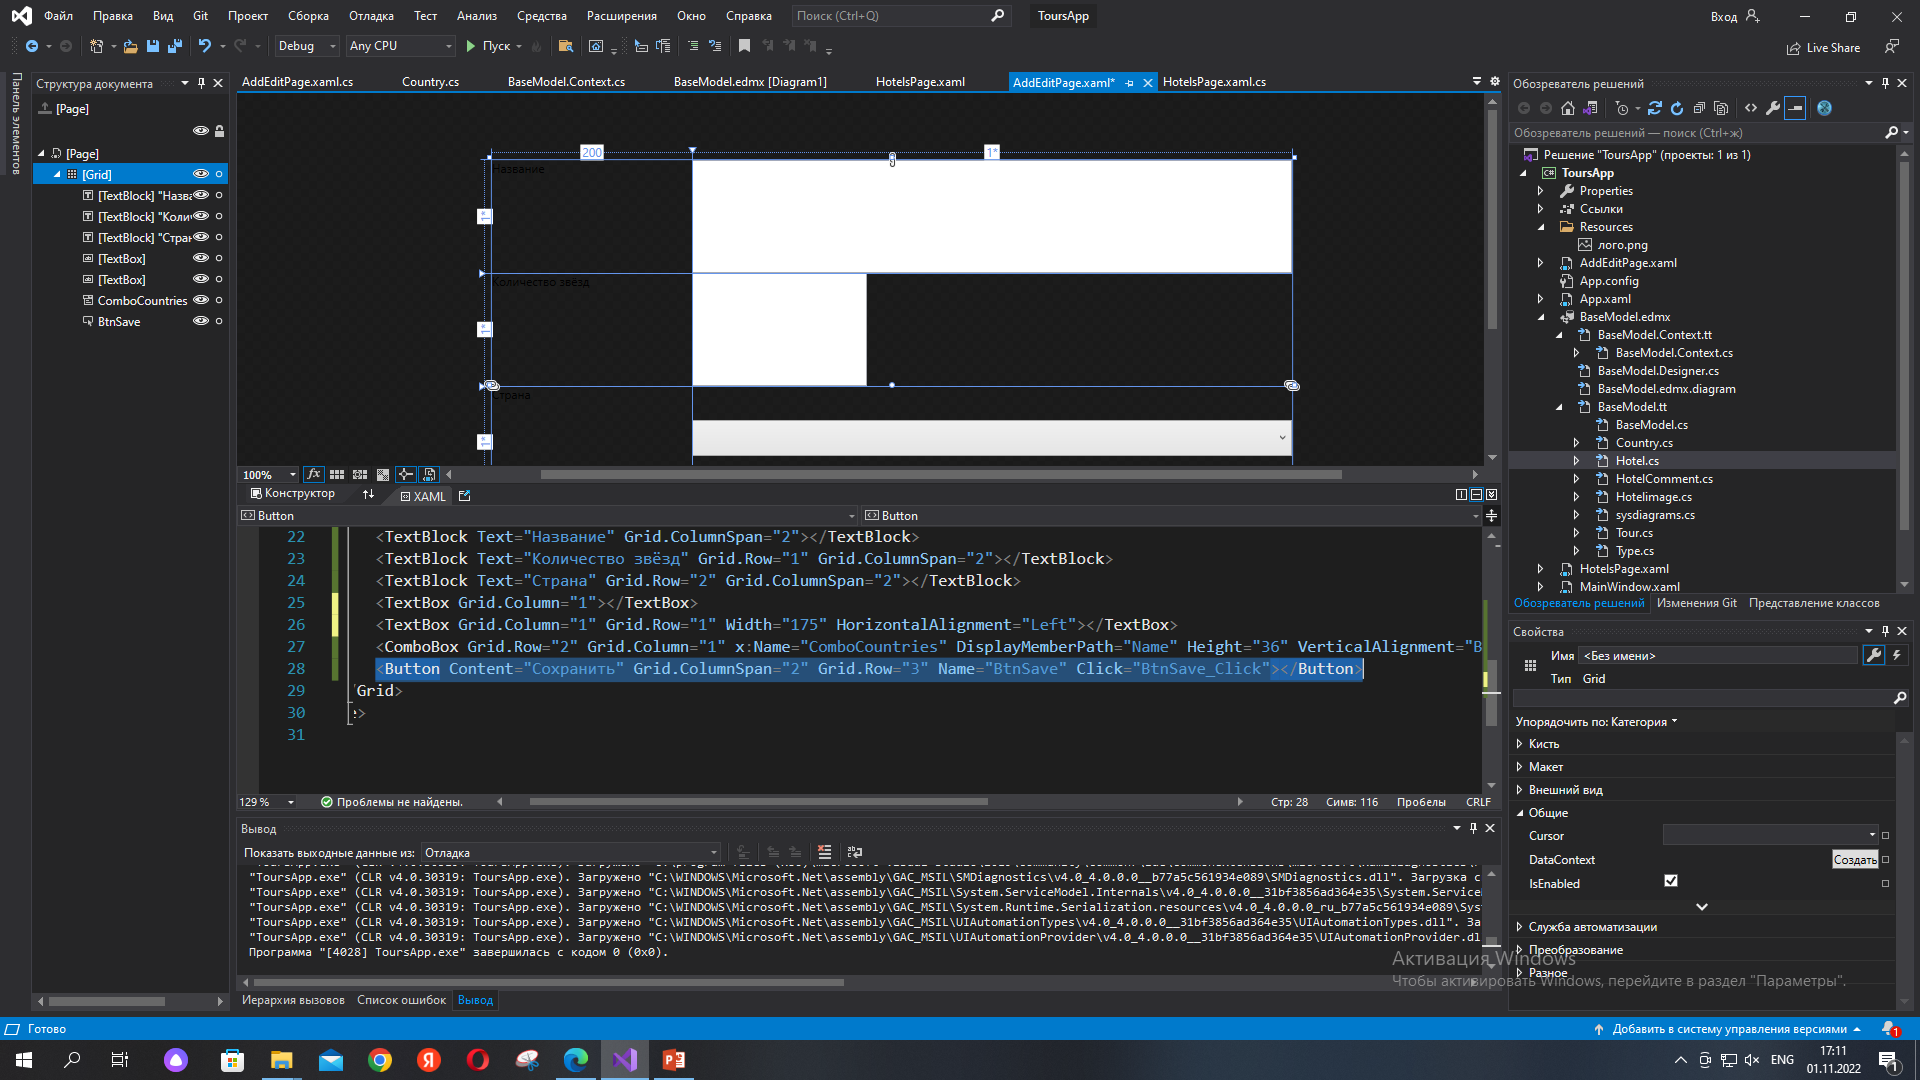 Файл Правка Вид Git Проект Сборка Отладка Тест Анализ Средства Расширения Окно Справка Поиск (Ctrl+Q) ToursApp Вход
Debug Any CPU Пуск Live Share
Панель элементов
Структура документа
[Page]
[Page]
[Grid]
[TextBlock] "Назва
[TextBlock] "Коли
[TextBlock] "Стран
[TextBox]
[TextBox]
ComboCountries
BtnSave
AddEditPage.xaml.cs Country.cs BaseModel.Context.cs BaseModel.edmx [Diagram1] HotelsPage.xaml AddEditPage.xaml* HotelsPage.xaml.cs
200 1*
Название
1*
Количество звёзд
1*
Страна
1*
100% fx
Конструктор XAML
Button Button
22 <TextBlock Text="Название" Grid.ColumnSpan="2"></TextBlock>
23 <TextBlock Text="Количество звёзд" Grid.Row="1" Grid.ColumnSpan="2"></TextBlock>
24 <TextBlock Text="Страна" Grid.Row="2" Grid.ColumnSpan="2"></TextBlock>
25 <TextBox Grid.Column="1"></TextBox>
26 <TextBox Grid.Column="1" Grid.Row="1" Width="175" HorizontalAlignment="Left"></TextBox>
27 <ComboBox Grid.Row="2" Grid.Column="1" x:Name="ComboCountries" DisplayMemberPath="Name" Height="36" VerticalAlignment="B
28 <Button Content="Сохранить" Grid.ColumnSpan="2" Grid.Row="3" Name="BtnSave" Click="BtnSave_Click"></Button>
29 Grid>
30 >
31
129 % Проблемы не найдены. Стр: 28 Симв: 116 Пробелы CRLF
Вывод
Показать выходные данные из: Отладка
"ToursApp.exe" (CLR v4.0.30319: ToursApp.exe). Загружено "C:\WINDOWS\Microsoft.Net\assembly\GAC_MSIL\SMDiagnostics\v4.0_4.0.0.0__b77a5c561934e089\SMDiagnostics.dll". Загрузка с
"ToursApp.exe" (CLR v4.0.30319: ToursApp.exe). Загружено "C:\WINDOWS\Microsoft.Net\assembly\GAC_MSIL\System.ServiceModel.Internals\v4.0_4.0.0.0__31bf3856ad364e35\System.Service
"ToursApp.exe" (CLR v4.0.30319: ToursApp.exe). Загружено "C:\WINDOWS\Microsoft.Net\assembly\GAC_MSIL\System.Runtime.Serialization.resources\v4.0_4.0.0.0_ru_b77a5c561934e089\Sys
"ToursApp.exe" (CLR v4.0.30319: ToursApp.exe). Загружено "C:\WINDOWS\Microsoft.Net\assembly\GAC_MSIL\UIAutomationTypes\v4.0_4.0.0.0__31bf3856ad364e35\UIAutomationTypes.dll". За
"ToursApp.exe" (CLR v4.0.30319: ToursApp.exe). Загружено "C:\WINDOWS\Microsoft.Net\assembly\GAC_MSIL\UIAutomationProvider\v4.0_4.0.0.0__31bf3856ad364e35\UIAutomationProvider.dl
Программа "[4028] ToursApp.exe" завершилась с кодом 0 (0x0).
Иерархия вызовов Список ошибок Вывод
Обозреватель решений
Обозреватель решений — поиск (Ctrl+ж)
Решение "ToursApp" (проекты: 1 из 1)
ToursApp
Properties
Ссылки
Resources
лого.png
AddEditPage.xaml
App.config
App.xaml
BaseModel.edmx
BaseModel.Context.tt
BaseModel.Context.cs
BaseModel.Designer.cs
BaseModel.edmx.diagram
BaseModel.tt
BaseModel.cs
Country.cs
Hotel.cs
HotelComment.cs
Hotelimage.cs
sysdiagrams.cs
Tour.cs
Type.cs
HotelsPage.xaml
MainWindow.xaml
Обозреватель решений Изменения Git Представление классов
Свойства
Имя <Без имени>
Тип Grid
Упорядочить по: Категория
Кисть
Макет
Внешний вид
Общие
Cursor
DataContext Создать
IsEnabled
Служба автоматизации
Преобразование
Разное
Активация Windows
Чтобы активировать Windows, перейдите в раздел "Параметры".
Готово Добавить в систему управления версиями 1
ENG 17:11 01.11.2022 1